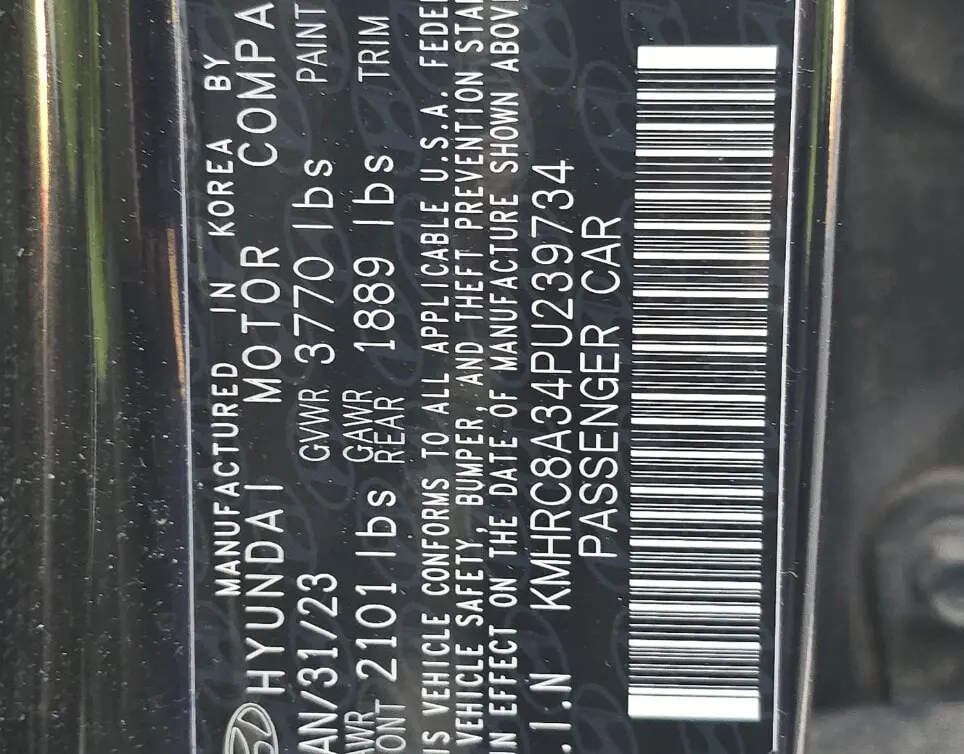 MANUFACTURED IN KOREA BY
HYUNDAI MOTOR COMPA
AN/31/23 GVWR 3770 lbs PAINT
AWR GAWR
ONT 2101 lbs REAR 1889 lbs TRIM
IS VEHICLE CONFORMS TO ALL APPLICABLE U.S.A. FEDE
VEHICLE SAFETY, BUMPER, AND THEFT PREVENTION STA
IN EFFECT ON THE DATE OF MANUFACTURE SHOWN ABOV
.I.N KMHRC8A34PU239734
PASSENGER CAR